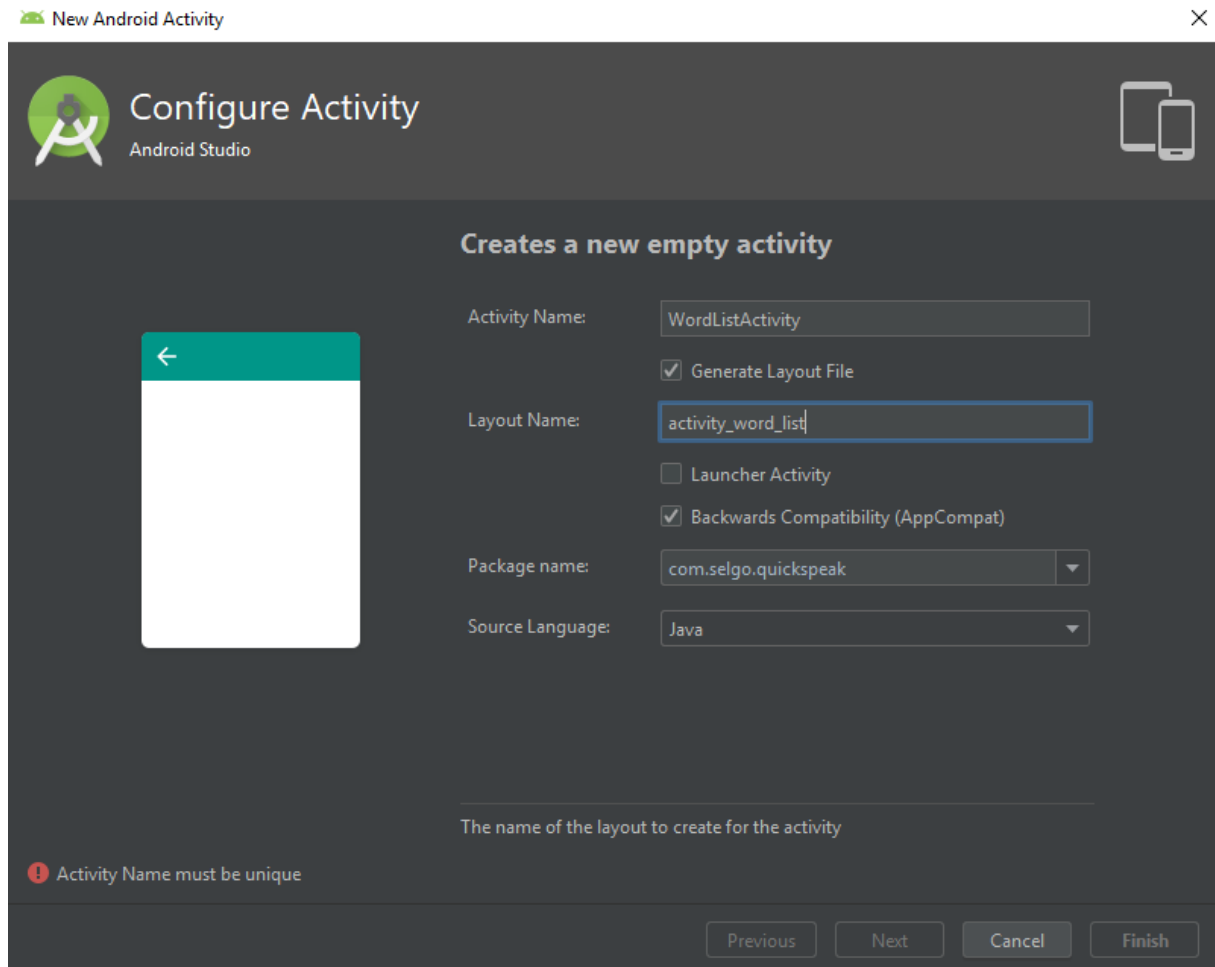 New Android Activity
Configure Activity
Android Studio
Creates a new empty activity
Activity Name: WordListActivity
Generate Layout File
Layout Name: activity_word_list
Launcher Activity
Backwards Compatibility (AppCompat)
Package name: com.selgo.quickspeak
Source Language: Java
The name of the layout to create for the activity
Activity Name must be unique
Previous Next Cancel Finish